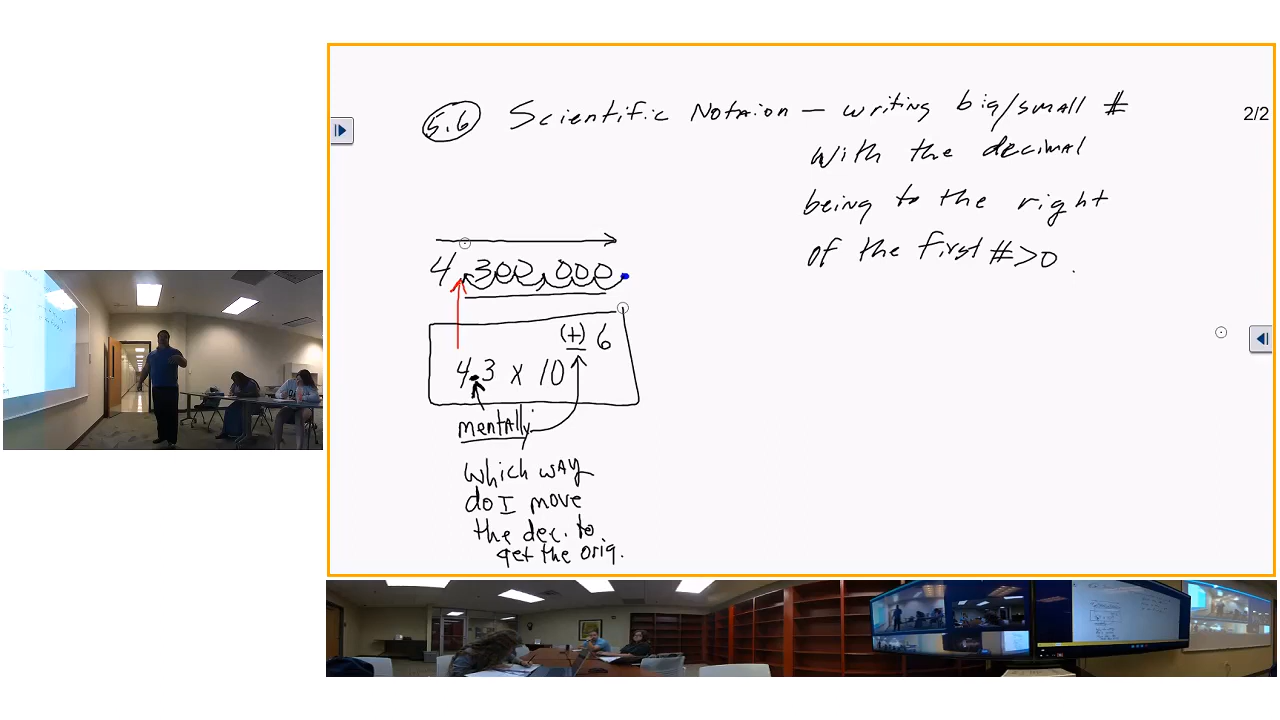 5.6 Scientific Notaion — writing big/small #
2/2
with the decimal
being to the right
of the first # > 0.
4,300,000.
4.3 x 10 (+) 6
mentally
which way
do I move
the dec. to
get the orig.